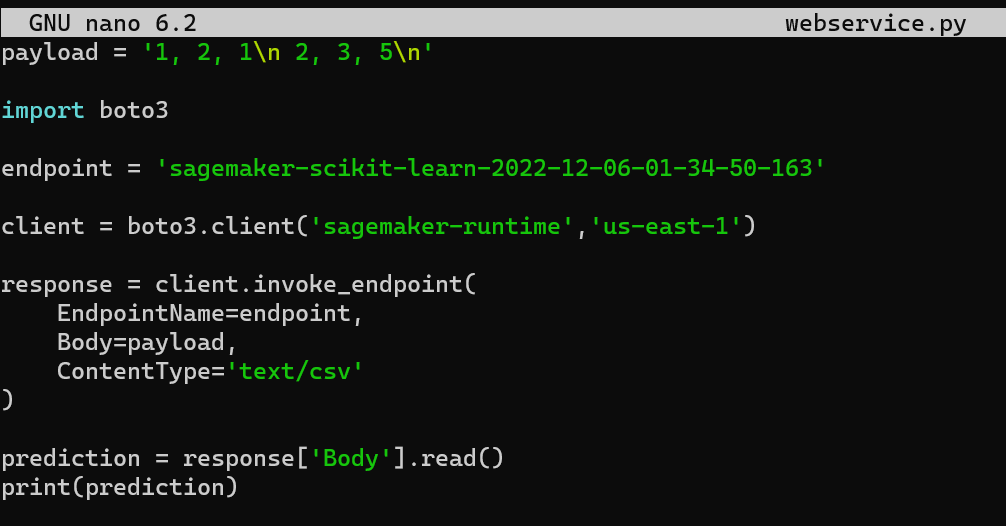 GNU nano 6.2 webservice.py
payload = '1, 2, 1\n 2, 3, 5\n'
import boto3
endpoint = 'sagemaker-scikit-learn-2022-12-06-01-34-50-163'
client = boto3.client('sagemaker-runtime','us-east-1')
response = client.invoke_endpoint(
    EndpointName=endpoint,
    Body=payload,
    ContentType='text/csv'
)
prediction = response['Body'].read()
print(prediction)